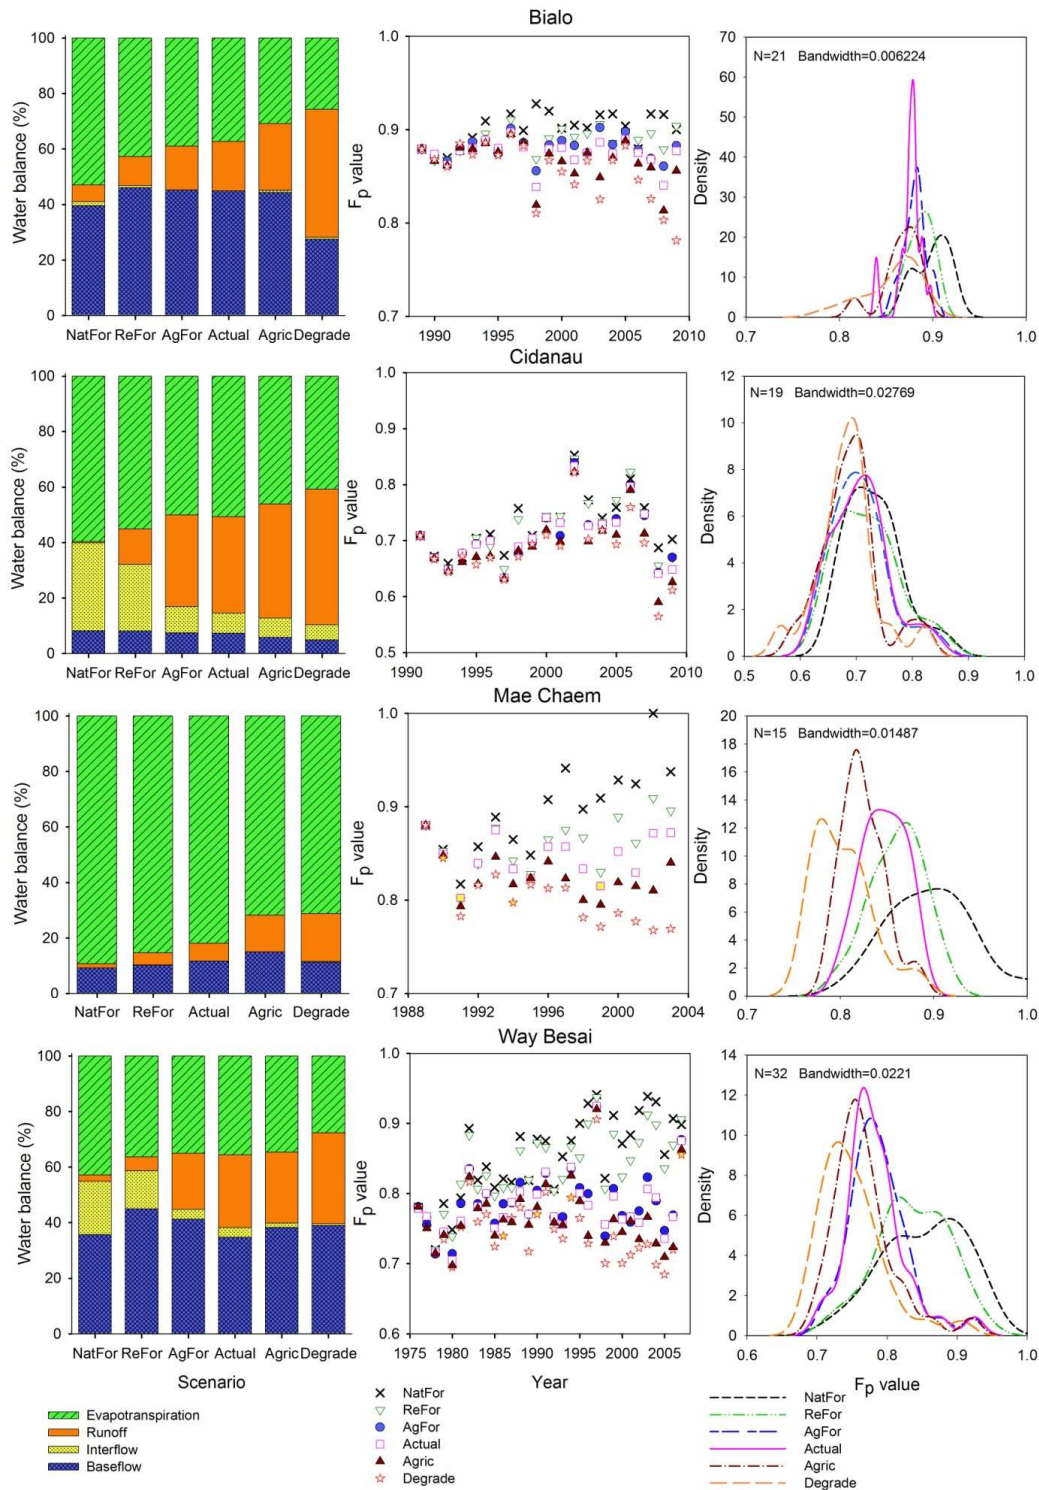 Bialo
Water balance (%)
100
80
60
40
20
0
NatFor ReFor AgFor Actual Agric Degrade
Fp value
1.0
0.9
0.8
0.7
1990 1995 2000 2005 2010
Density
N=21 Bandwidth=0.006224
70
60
50
40
30
20
10
0
0.7 0.8 0.9 1.0
Cidanau
Water balance (%)
100
80
60
40
20
0
NatFor ReFor AgFor Actual Agric Degrade
Fp value
1.0
0.9
0.8
0.7
0.6
0.5
1990 1995 2000 2005 2010
Density
N=19 Bandwidth=0.02769
12
10
8
6
4
2
0
0.5 0.6 0.7 0.8 0.9 1.0
Mae Chaem
Water balance (%)
100
80
60
40
20
0
NatFor ReFor Actual Agric Degrade
Fp value
1.0
0.9
0.8
0.7
1988 1992 1996 2000 2004
Density
N=15 Bandwidth=0.01487
20
18
16
14
12
10
8
6
4
2
0
0.7 0.8 0.9 1.0
Way Besai
Water balance (%)
100
80
60
40
20
0
NatFor ReFor AgFor Actual Agric Degrade
Scenario
Fp value
1.0
0.9
0.8
0.7
0.6
1975 1980 1985 1990 1995 2000 2005
Year
Density
N=32 Bandwidth=0.0221
14
12
10
8
6
4
2
0
0.6 0.7 0.8 0.9 1.0
Fp value
Evapotranspiration
Runoff
Interflow
Baseflow
NatFor
ReFor
AgFor
Actual
Agric
Degrade
NatFor
ReFor
AgFor
Actual
Agric
Degrade